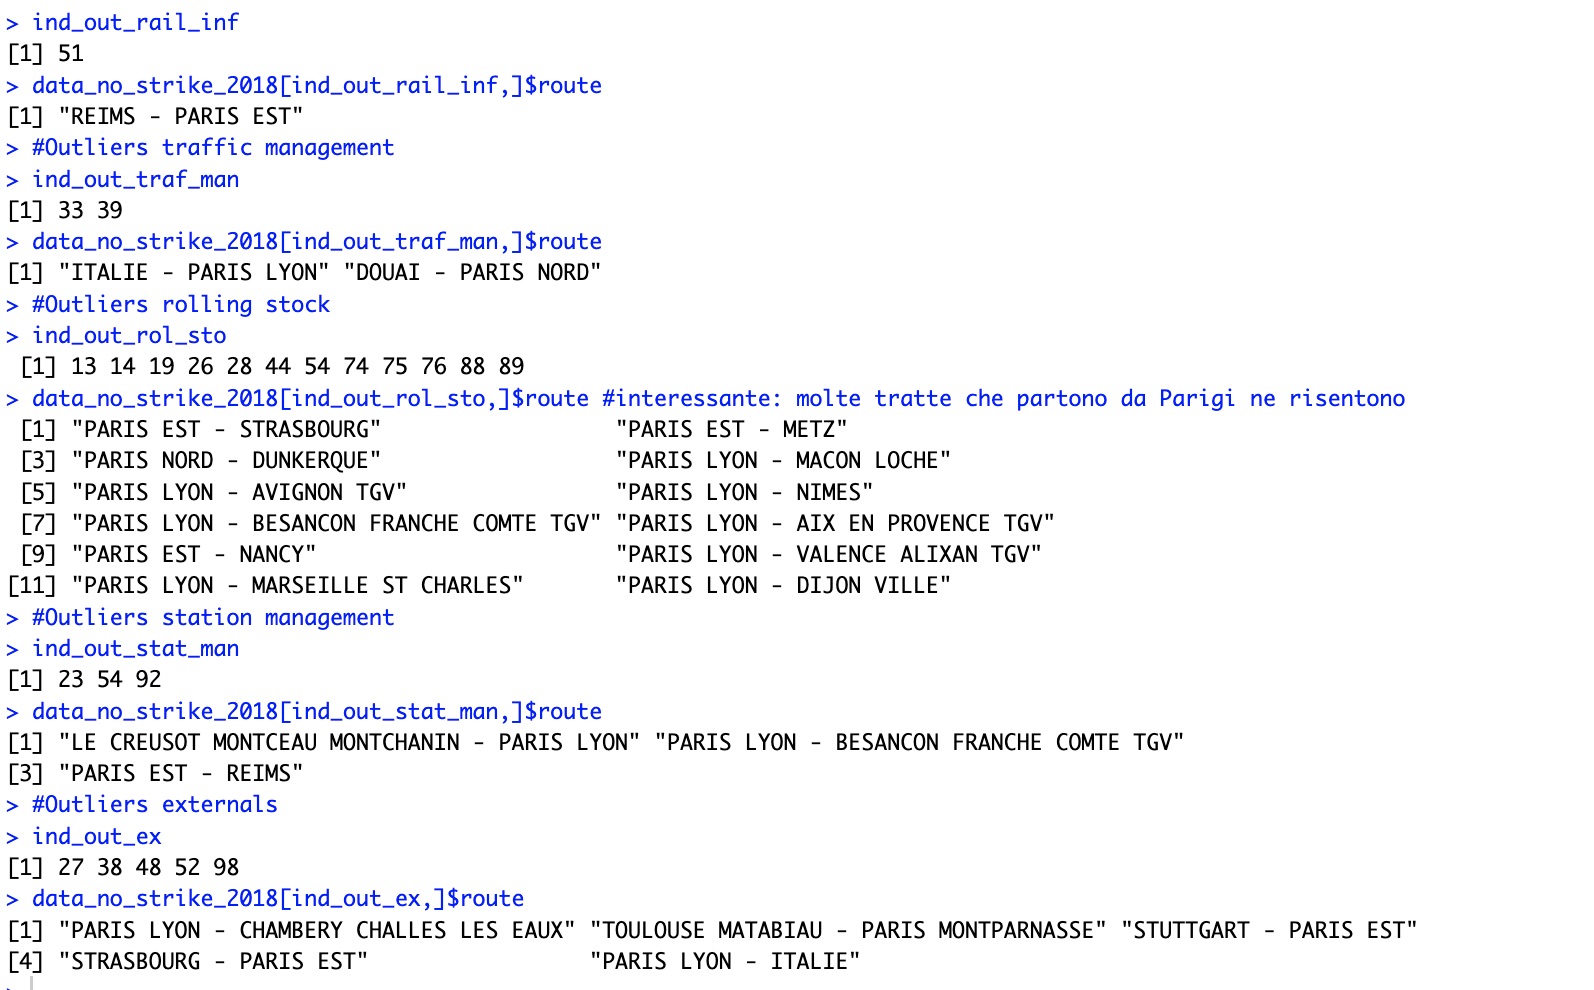 > ind_out_rail_inf
[1] 51
> data_no_strike_2018[ind_out_rail_inf,]$route
[1] "REIMS - PARIS EST"
> #Outliers traffic management
> ind_out_traf_man
[1] 33 39
> data_no_strike_2018[ind_out_traf_man,]$route
[1] "ITALIE - PARIS LYON" "DOUAI - PARIS NORD"
> #Outliers rolling stock
> ind_out_rol_sto
 [1] 13 14 19 26 28 44 54 74 75 76 88 89
> data_no_strike_2018[ind_out_rol_sto,]$route #interessante: molte tratte che partono da Parigi ne risentono
 [1] "PARIS EST - STRASBOURG"                  "PARIS EST - METZ"
 [3] "PARIS NORD - DUNKERQUE"                  "PARIS LYON - MACON LOCHE"
 [5] "PARIS LYON - AVIGNON TGV"                "PARIS LYON - NIMES"
 [7] "PARIS LYON - BESANCON FRANCHE COMTE TGV" "PARIS LYON - AIX EN PROVENCE TGV"
 [9] "PARIS EST - NANCY"                       "PARIS LYON - VALENCE ALIXAN TGV"
[11] "PARIS LYON - MARSEILLE ST CHARLES"       "PARIS LYON - DIJON VILLE"
> #Outliers station management
> ind_out_stat_man
[1] 23 54 92
> data_no_strike_2018[ind_out_stat_man,]$route
[1] "LE CREUSOT MONTCEAU MONTCHANIN - PARIS LYON" "PARIS LYON - BESANCON FRANCHE COMTE TGV"
[3] "PARIS EST - REIMS"
> #Outliers externals
> ind_out_ex
[1] 27 38 48 52 98
> data_no_strike_2018[ind_out_ex,]$route
[1] "PARIS LYON - CHAMBERY CHALLES LES EAUX" "TOULOUSE MATABIAU - PARIS MONTPARNASSE" "STUTTGART - PARIS EST"
[4] "STRASBOURG - PARIS EST"                 "PARIS LYON - ITALIE"
>